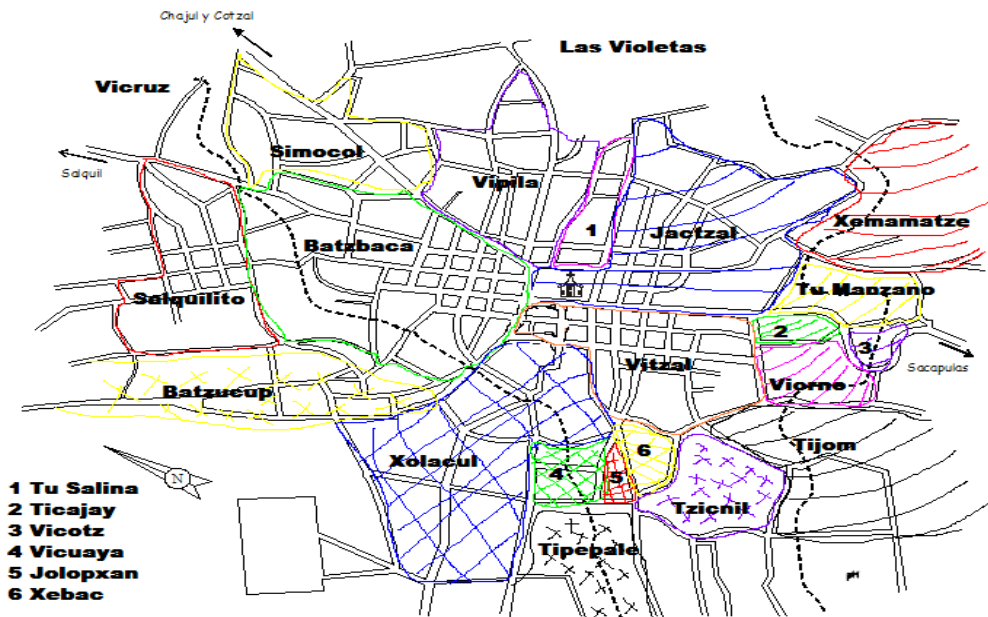 Chajul y Cotzal
Las Violetas
Vicruz
Simocol
Salquil
Vipila
Xemamatze
1
Jactzal
Batzbaca
Tu Manzano
Salquilito
2
3
Vitzal
Sacapulas
Viorno
Batzucup
Tijom
6
Xolacul
4
5
N
Tzicnil
Tipepale
1 Tu Salina
2 Ticajay
3 Vicotz
4 Vicuaya
5 Jolopxan
6 Xebac